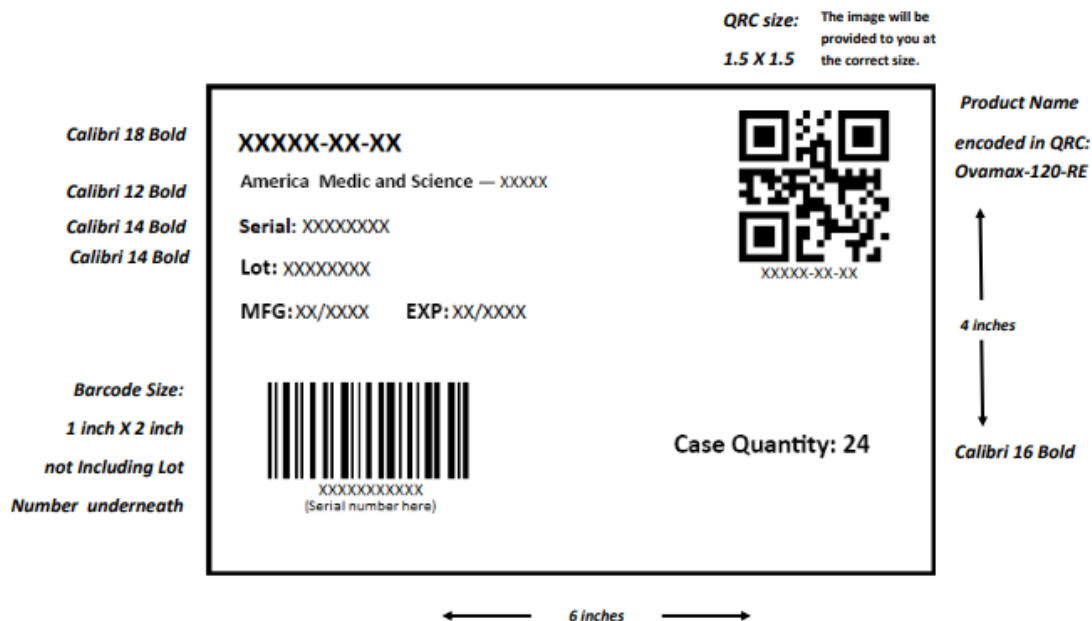 QRC size:
1.5 X 1.5
The image will be
provided to you at
the correct size.
Calibri 18 Bold
Calibri 12 Bold
Calibri 14 Bold
Calibri 14 Bold
XXXXX-XX-XX
America Medic and Science — XXXXX
Serial: XXXXXXXX
Lot: XXXXXXXX
MFG: XX/XXXX EXP: XX/XXXX
XXXXX-XX-XX
Product Name
encoded in QRC:
Ovamax-120-RE
4 inches
Barcode Size:
1 inch X 2 inch
not Including Lot
Number underneath
XXXXXXXXXXX
(Serial number here)
Case Quantity: 24
Calibri 16 Bold
6 inches